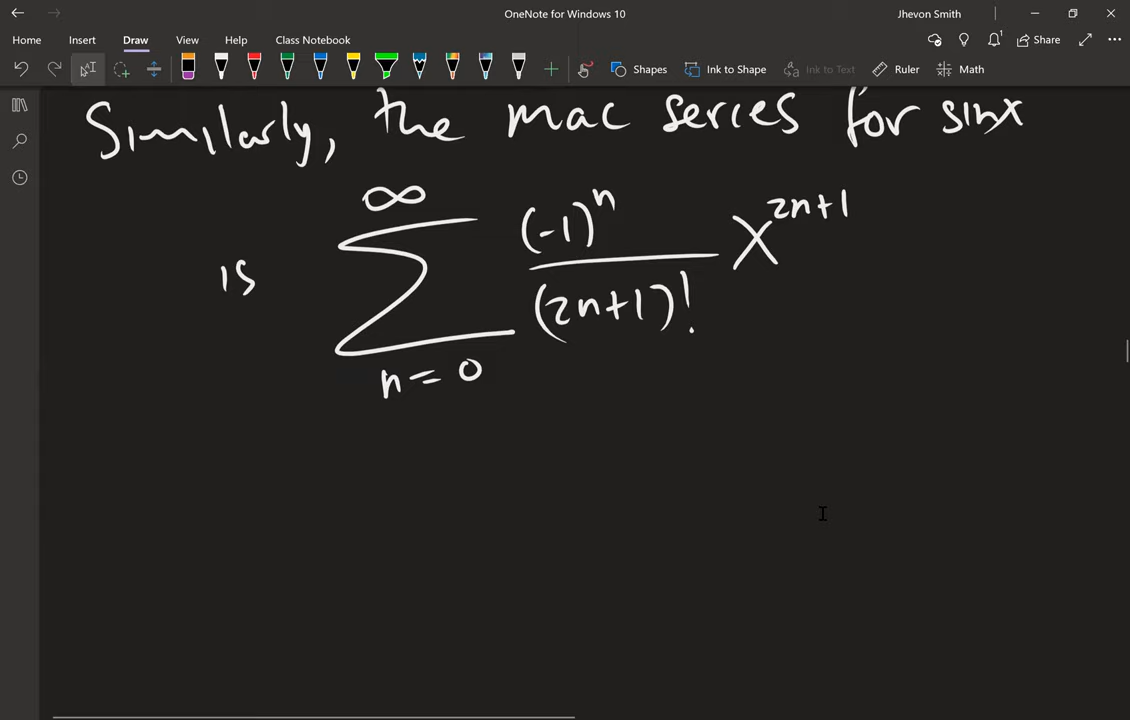 OneNote for Windows 10
Jhevon Smith
Home Insert Draw View Help Class Notebook
1 Share
Shapes Ink to Shape Ink to Text Ruler Math
Similarly, the mac series for sinx
is ∞ Σ n = 0 (-1)^n / (2n+1)! x^{2n+1}